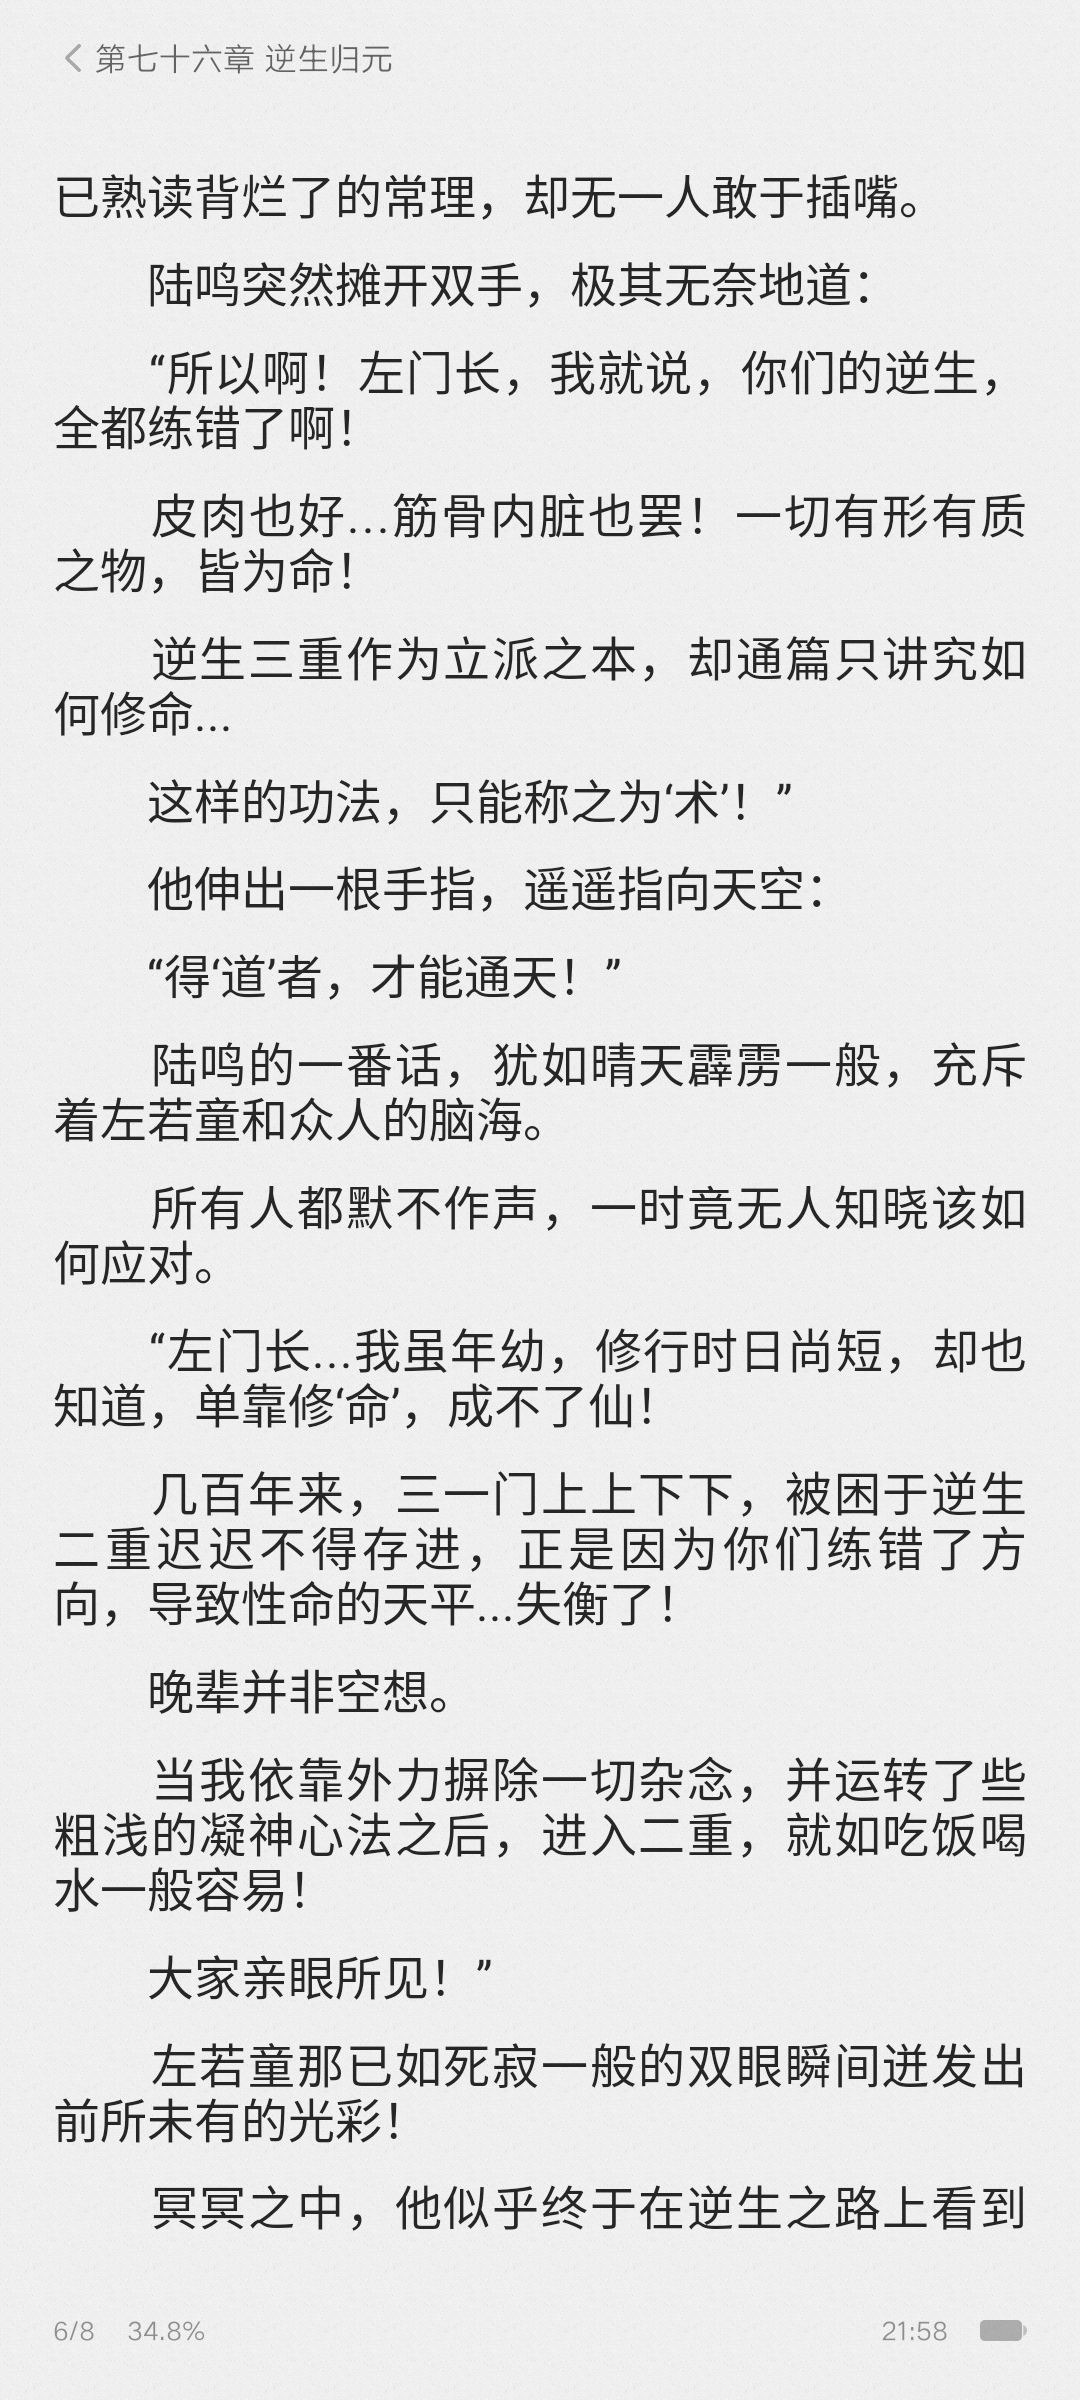 第七十六章 逆生归元
已熟读背烂了的常理，却无一人敢于插嘴。
陆鸣突然摊开双手，极其无奈地道：
“所以啊！左门长，我就说，你们的逆生，
全都练错了啊！
皮肉也好…筋骨内脏也罢！一切有形有质
之物，皆为命！
逆生三重作为立派之本，却通篇只讲究如
何修命…
这样的功法，只能称之为‘术’！”
他伸出一根手指，遥遥指向天空：
“得‘道’者，才能通天！”
陆鸣的一番话，犹如晴天霹雳一般，充斥
着左若童和众人的脑海。
所有人都默不作声，一时竟无人知晓该如
何应对。
“左门长…我虽年幼，修行时日尚短，却也
知道，单靠修‘命’，成不了仙！
几百年来，三一门上上下下，被困于逆生
二重迟迟不得存进，正是因为你们练错了方
向，导致性命的天平…失衡了！
晚辈并非空想。
当我依靠外力摒除一切杂念，并运转了些
粗浅的凝神心法之后，进入二重，就如吃饭喝
水一般容易！
大家亲眼所见！”
左若童那已如死寂一般的双眼瞬间迸发出
前所未有的光彩！
冥冥之中，他似乎终于在逆生之路上看到
6/8 34.8% 21:58